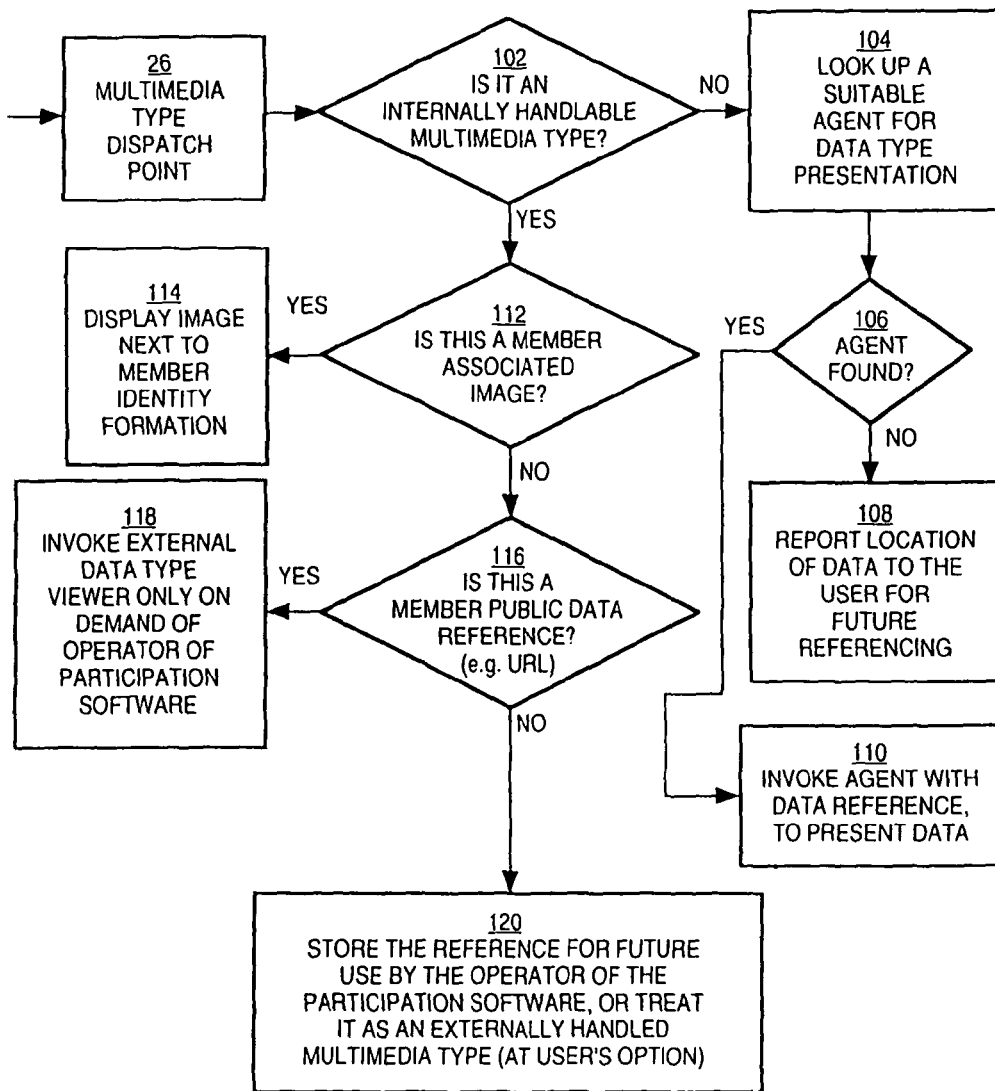 26
MULTIMEDIA
TYPE
DISPATCH
POINT
102
IS IT AN
INTERNALLY HANDLABLE
MULTIMEDIA TYPE?
NO
104
LOOK UP A
SUITABLE
AGENT FOR
DATA TYPE
PRESENTATION
YES
114
DISPLAY IMAGE
NEXT TO
MEMBER
IDENTITY
FORMATION
YES
112
IS THIS A MEMBER
ASSOCIATED
IMAGE?
YES
106
AGENT
FOUND?
NO
NO
118
INVOKE EXTERNAL
DATA TYPE
VIEWER ONLY ON
DEMAND OF
OPERATOR OF
PARTICIPATION
SOFTWARE
YES
116
IS THIS A
MEMBER PUBLIC DATA
REFERENCE?
(e.g. URL)
108
REPORT LOCATION
OF DATA TO THE
USER FOR
FUTURE
REFERENCING
NO
110
INVOKE AGENT WITH
DATA REFERENCE,
TO PRESENT DATA
120
STORE THE REFERENCE FOR FUTURE
USE BY THE OPERATOR OF THE
PARTICIPATION SOFTWARE, OR TREAT
IT AS AN EXTERNALLY HANDLED
MULTIMEDIA TYPE (AT USER'S OPTION)